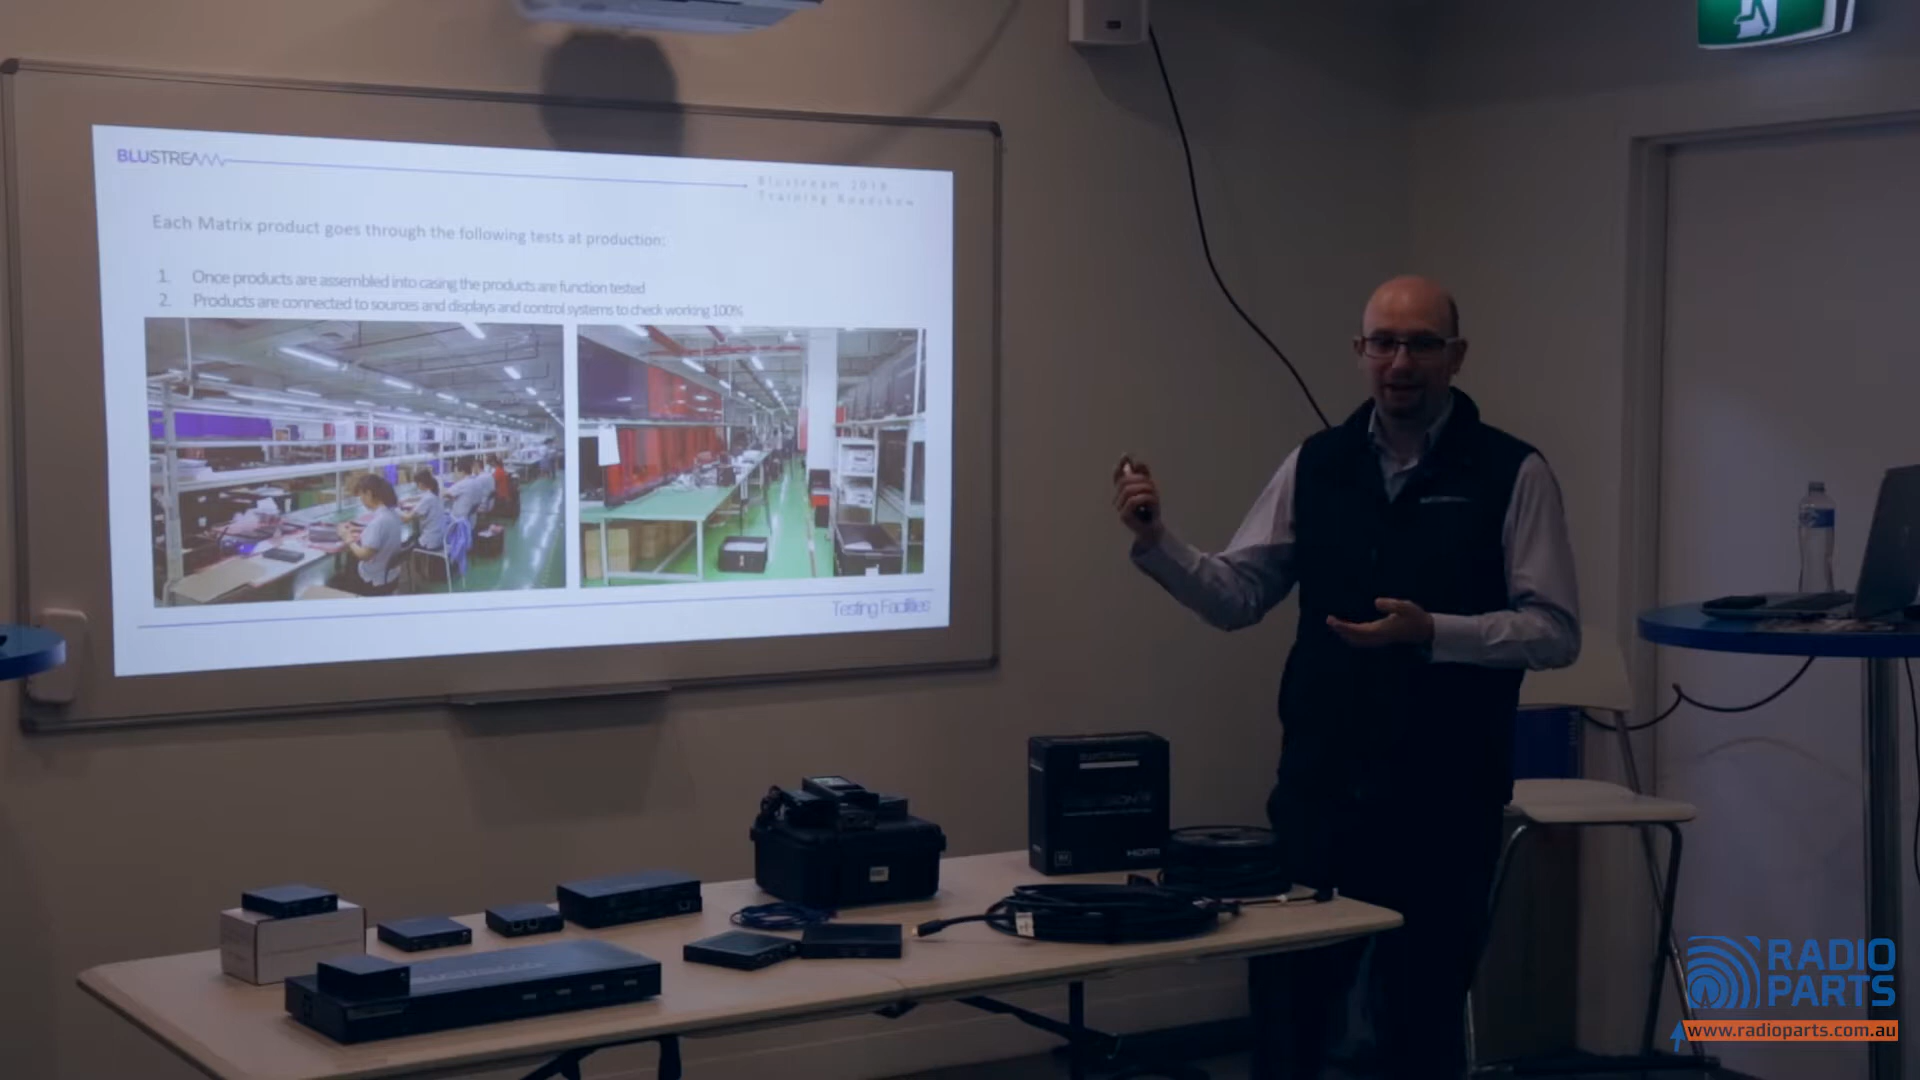 BLUSTREAM
Blustream 2018
Training Roadshow
Each Matrix product goes through the following tests at production:
1. Once products are assembled into casing the products are function tested
2. Products are connected to sources and displays and control systems to check working 100%
Testing Facilities
HDMI
BLUSTREAM
RADIO
PARTS
www.radioparts.com.au